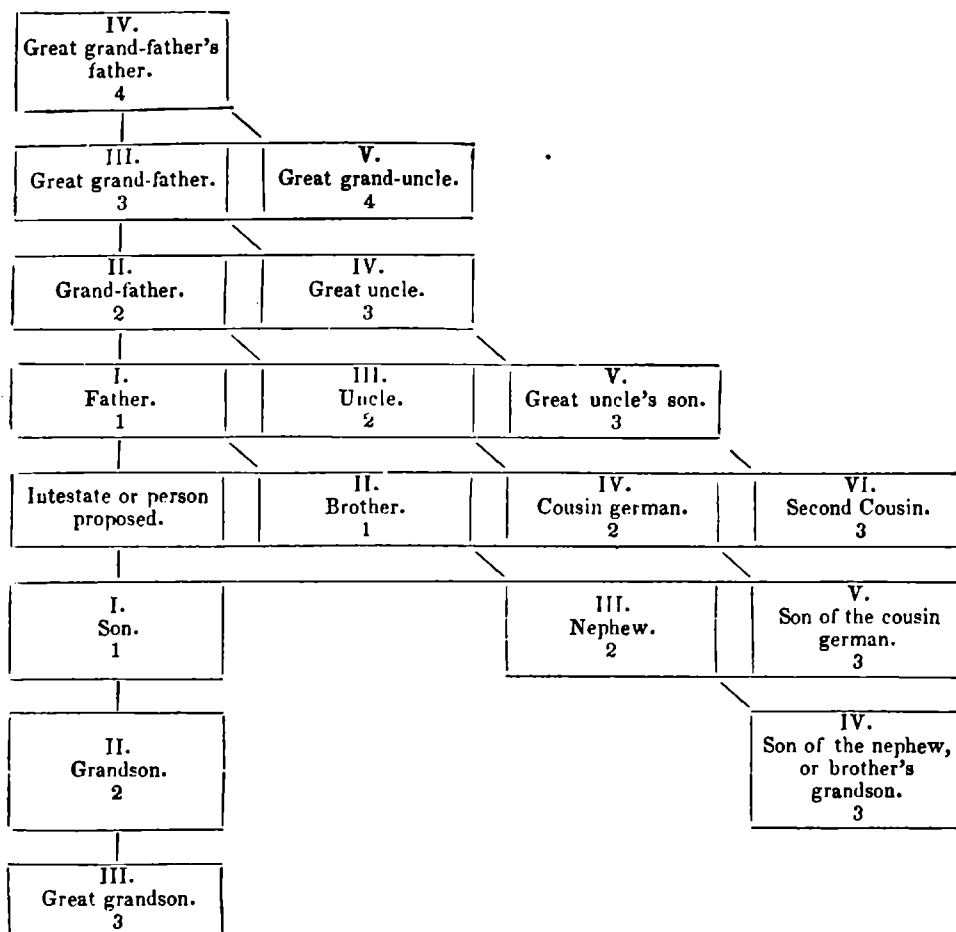 IV.
Great grand-father's
father.
4
III.
Great grand-father.
3
V.
Great grand-uncle.
4
II.
Grand-father.
2
IV.
Great uncle.
3
I.
Father.
1
III.
Uncle.
2
V.
Great uncle's son.
3
Intestate or person
proposed.
II.
Brother.
1
IV.
Cousin german.
2
VI.
Second Cousin.
3
I.
Son.
1
III.
Nephew.
2
V.
Son of the cousin
german.
3
II.
Grandson.
2
IV.
Son of the nephew,
or brother's
grandson.
3
III.
Great grandson.
3